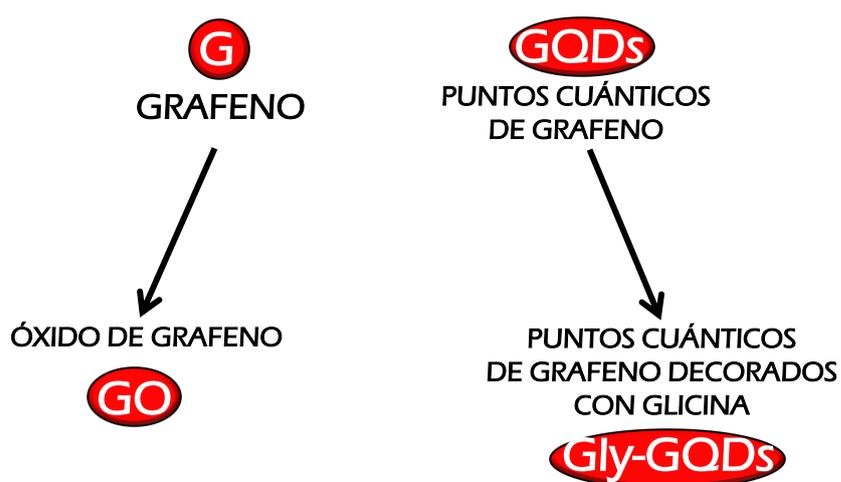 G
GRAFENO
GQDs
PUNTOS CUÁNTICOS
DE GRAFENO
ÓXIDO DE GRAFENO
GO
PUNTOS CUÁNTICOS
DE GRAFENO DECORADOS
CON GLICINA
Gly-GQDs